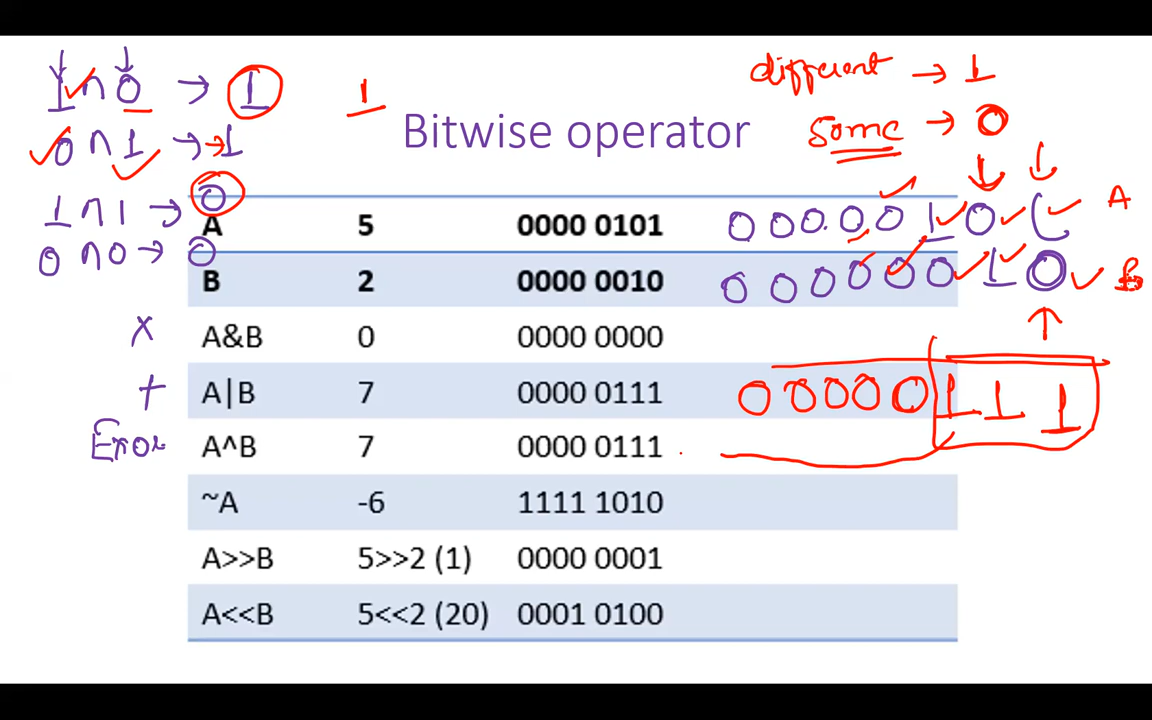 1 ∩ 0 → 1
1
different → 1
Bitwise operator
0 ∩ 1 → 1
Same → 0
1 ∩ 1 → 0
A 5 0000 0101 0 0 0 0 0 1 0 1 A
0 ∩ 0 → 0
B 2 0000 0010 0 0 0 0 0 0 1 0 B
x A&B 0 0000 0000
+ A|B 7 0000 0111 0 0 0 0 0 1 1 1
A^B 7 0000 0111
~A -6 1111 1010
A>>B 5>>2 (1) 0000 0001
A<<B 5<<2 (20) 0001 0100